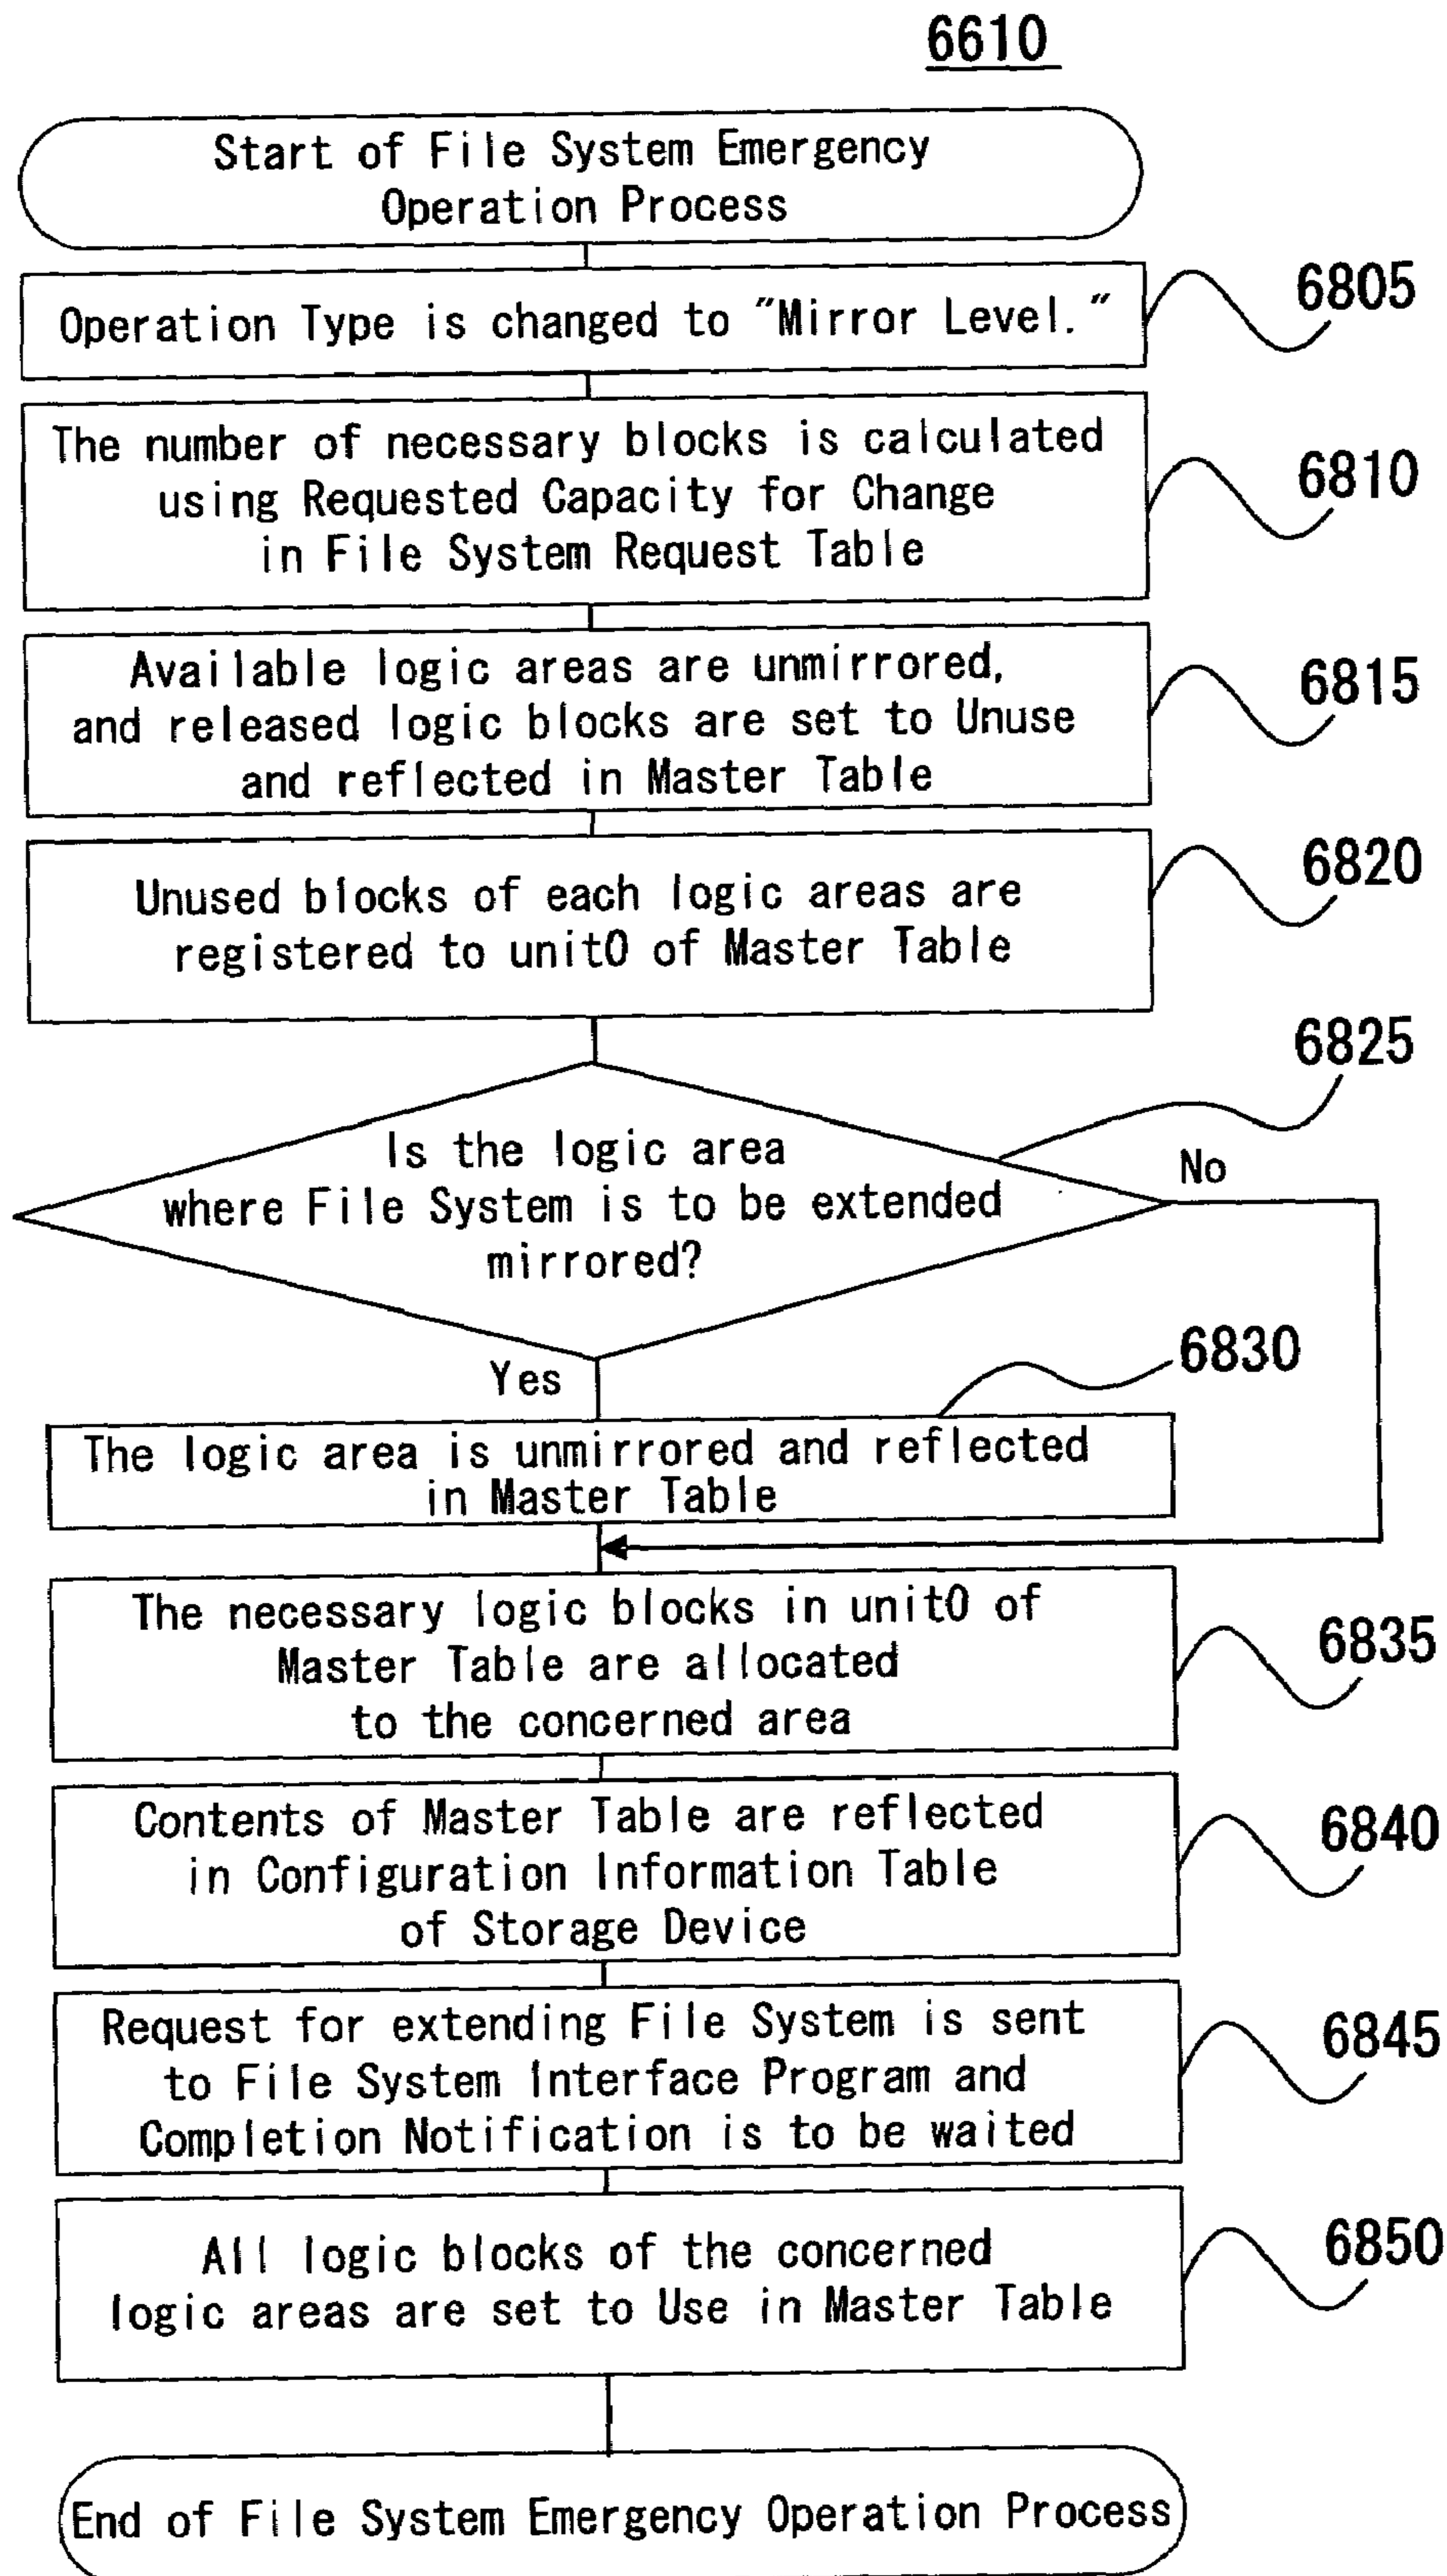 6610
Start of File System Emergency
Operation Process
Operation Type is changed to "Mirror Level."
6805
The number of necessary blocks is calculated
using Requested Capacity for Change
in File System Request Table
6810
Available logic areas are unmirrored,
and released logic blocks are set to Unuse
and reflected in Master Table
6815
Unused blocks of each logic areas are
registered to unit0 of Master Table
6820
6825
Is the logic area
where File System is to be extended
mirrored?
No
Yes
6830
The logic area is unmirrored and reflected
in Master Table
The necessary logic blocks in unit0 of
Master Table are allocated
to the concerned area
6835
Contents of Master Table are reflected
in Configuration Information Table
of Storage Device
6840
Request for extending File System is sent
to File System Interface Program and
Completion Notification is to be waited
6845
All logic blocks of the concerned
logic areas are set to Use in Master Table
6850
End of File System Emergency Operation Process